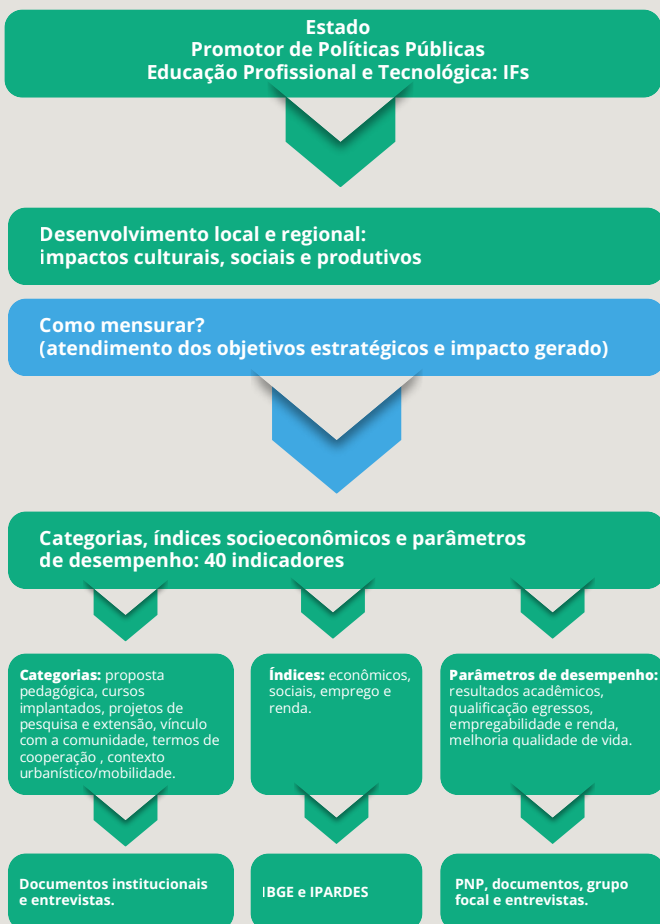 Estado
Promotor de Políticas Públicas
Educação Profissional e Tecnológica: IFs
Desenvolvimento local e regional:
impactos culturais, sociais e produtivos
Como mensurar?
(atendimento dos objetivos estratégicos e impacto gerado)
Categorias, índices socioeconômicos e parâmetros
de desempenho: 40 indicadores
Categorias: proposta
pedagógica, cursos
implantados, projetos de
pesquisa e extensão, vínculo
com a comunidade, termos de
cooperação , contexto
urbanístico/mobilidade.
Índices: econômicos,
sociais, emprego e
renda.
Parâmetros de desempenho:
resultados acadêmicos,
qualificação egressos,
empregabilidade e renda,
melhoria qualidade de vida.
Documentos institucionais
e entrevistas.
IBGE e IPARDES
PNP, documentos, grupo
focal e entrevistas.